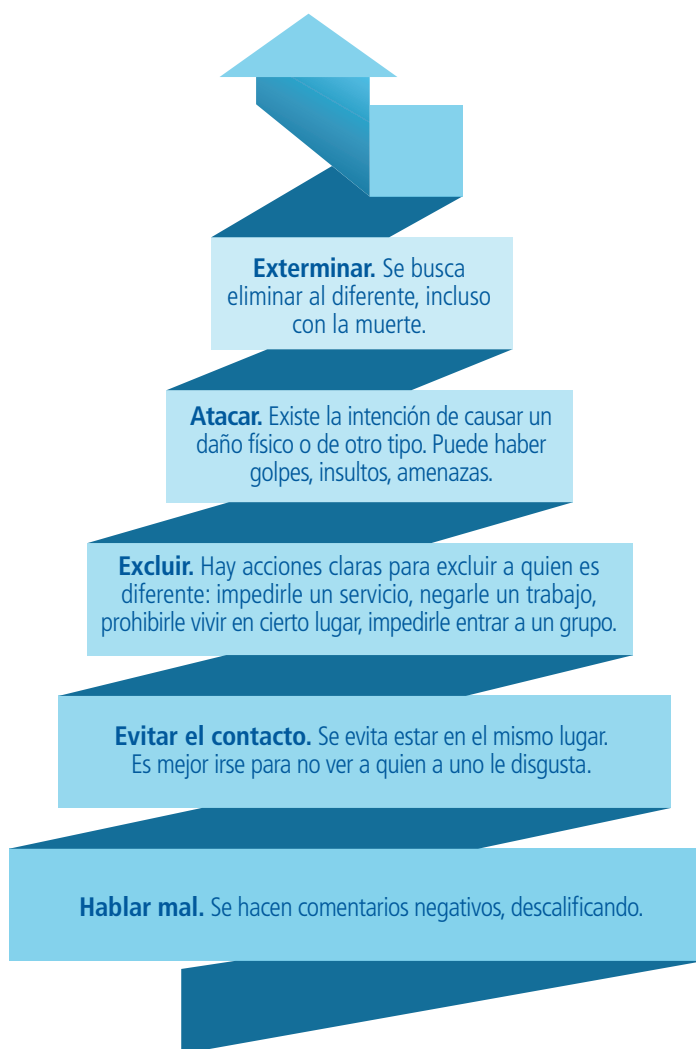 Exterminar. Se busca
eliminar al diferente, incluso
con la muerte.
Atacar. Existe la intención de causar un
daño físico o de otro tipo. Puede haber
golpes, insultos, amenazas.
Excluir. Hay acciones claras para excluir a quien es
diferente: impedirle un servicio, negarle un trabajo,
prohibirle vivir en cierto lugar, impedirle entrar a un grupo.
Evitar el contacto. Se evita estar en el mismo lugar.
Es mejor irse para no ver a quien a uno le disgusta.
Hablar mal. Se hacen comentarios negativos, descalificando.